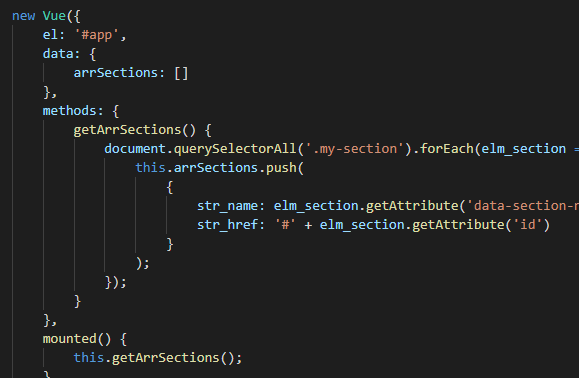 new Vue({
el: '#app',
data: {
arrSections: []
},
methods: {
getArrSections() {
document.querySelectorAll('.my-section').forEach(elm_section =
this.arrSections.push(
{
str_name: elm_section.getAttribute('data-section-n
str_href: '#' + elm_section.getAttribute('id')
}
);
});
}
},
mounted() {
this.getArrSections();
}